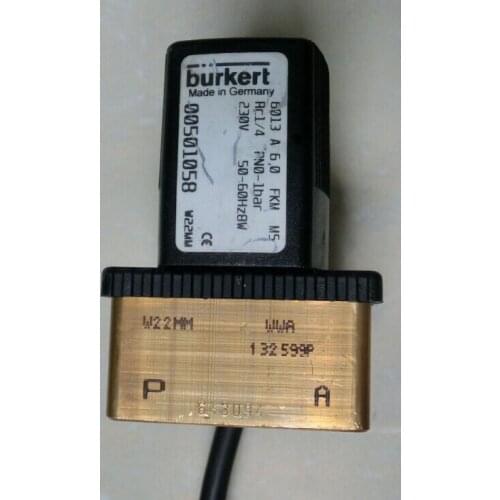 bürkert
Made in Germany
6013 A 6,0 FKM MS
Rc1/4 PN0-1bar
230V 50-60Hz8W
00501058 W22MM
CE
W22MM WWA
132599P
P A